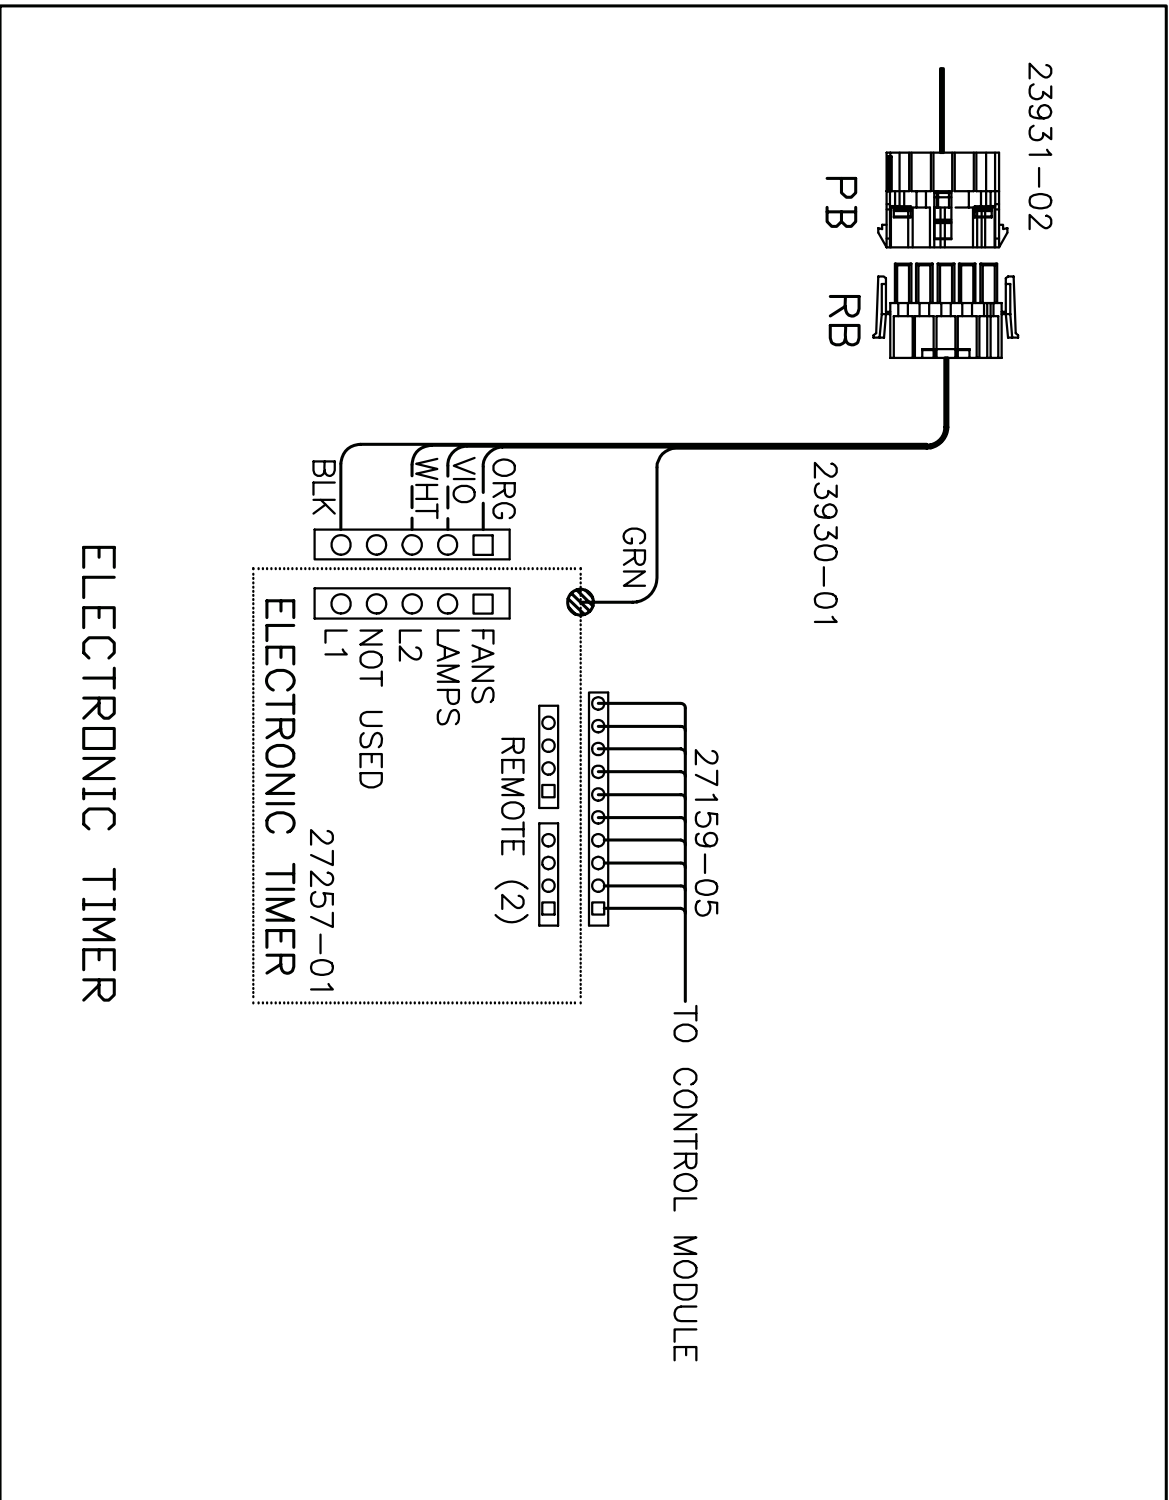 23931-02
PB
RB
23930-01
GRN
ORG
VIO
WHT
BLK
27159-05
TO CONTROL MODULE
REMOTE (2)
FANS
LAMPS
L2
NOT USED
L1
27257-01
ELECTRONIC TIMER
ELECTRONIC TIMER